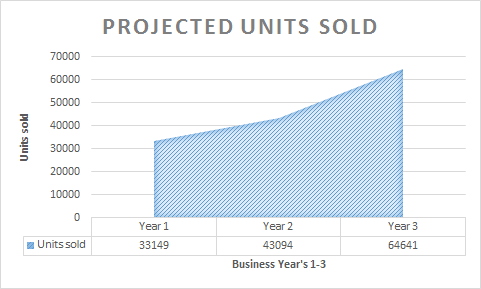 PROJECTED UNITS SOLD
70000
60000
50000
40000
30000
20000
10000
0
Units sold
Year 1 Year 2 Year 3
Units sold 33149 43094 64641
Business Year's 1-3